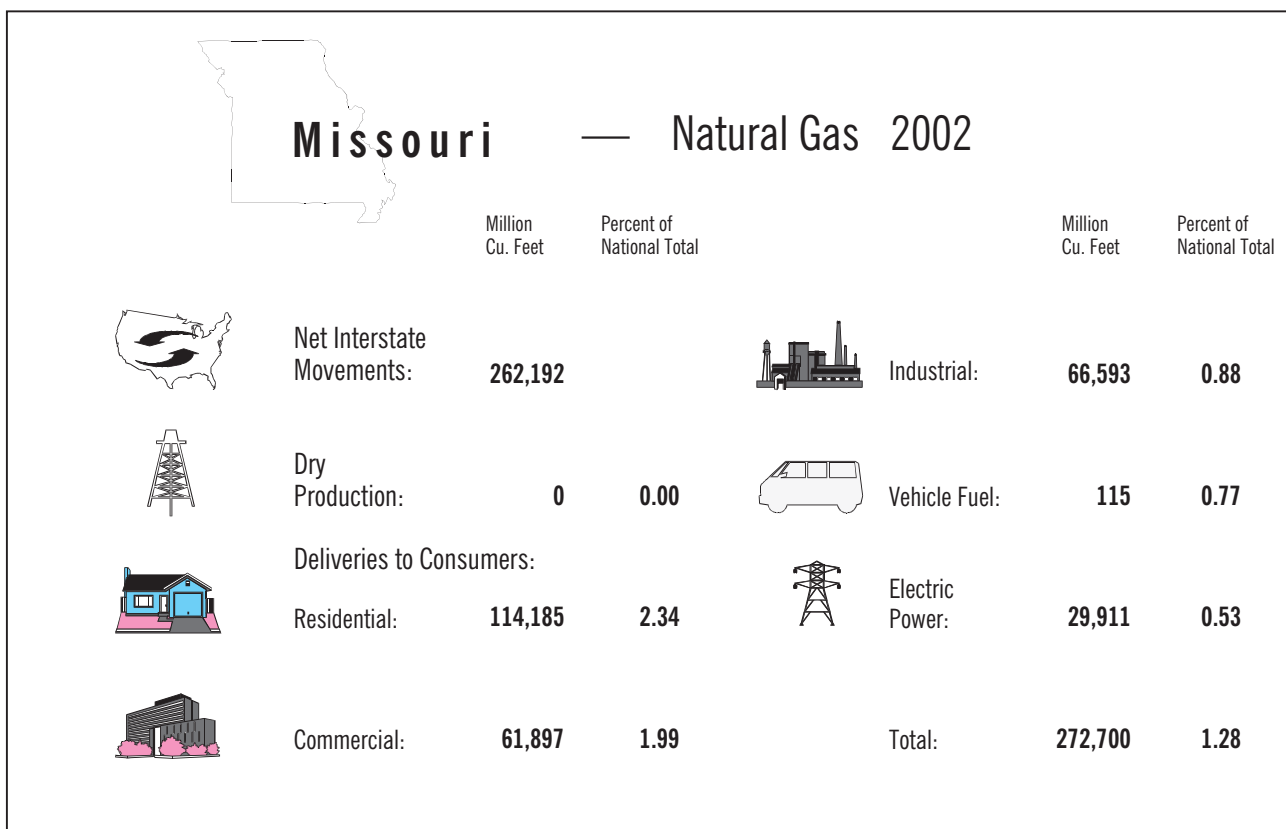 Missouri — Natural Gas 2002
Million Cu. Feet
Percent of National Total
Million Cu. Feet
Percent of National Total
Net Interstate
Movements: 262,192
Dry
Production: 0 0.00
Deliveries to Consumers:
Residential: 114,185 2.34
Commercial: 61,897 1.99
Industrial: 66,593 0.88
Vehicle Fuel: 115 0.77
Electric
Power: 29,911 0.53
Total: 272,700 1.28